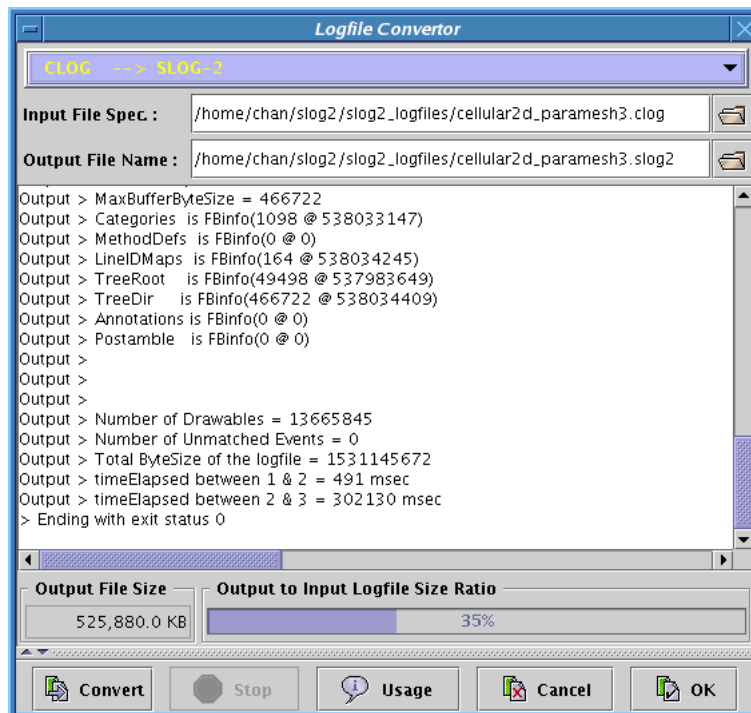 Logfile Convertor
CLOG --> SLOG-2
Input File Spec. : /home/chan/slog2/slog2_logfiles/cellular2d_paramesh3.clog
Output File Name : /home/chan/slog2/slog2_logfiles/cellular2d_paramesh3.slog2
Output > MaxBufferByteSize = 466722
Output > Categories is FBinfo(1098 @ 538033147)
Output > MethodDefs is FBinfo(0 @ 0)
Output > LineIDMaps is FBinfo(164 @ 538034245)
Output > TreeRoot is FBinfo(49498 @ 537983649)
Output > TreeDir is FBinfo(466722 @ 538034409)
Output > Annotations is FBinfo(0 @ 0)
Output > Postamble is FBinfo(0 @ 0)
Output >
Output >
Output >
Output > Number of Drawables = 13665845
Output > Number of Unmatched Events = 0
Output > Total ByteSize of the logfile = 1531145672
Output > timeElapsed between 1 & 2 = 491 msec
Output > timeElapsed between 2 & 3 = 302130 msec
> Ending with exit status 0
Output File Size
Output to Input Logfile Size Ratio
525,880.0 KB
35%
Convert
Stop
Usage
Cancel
OK